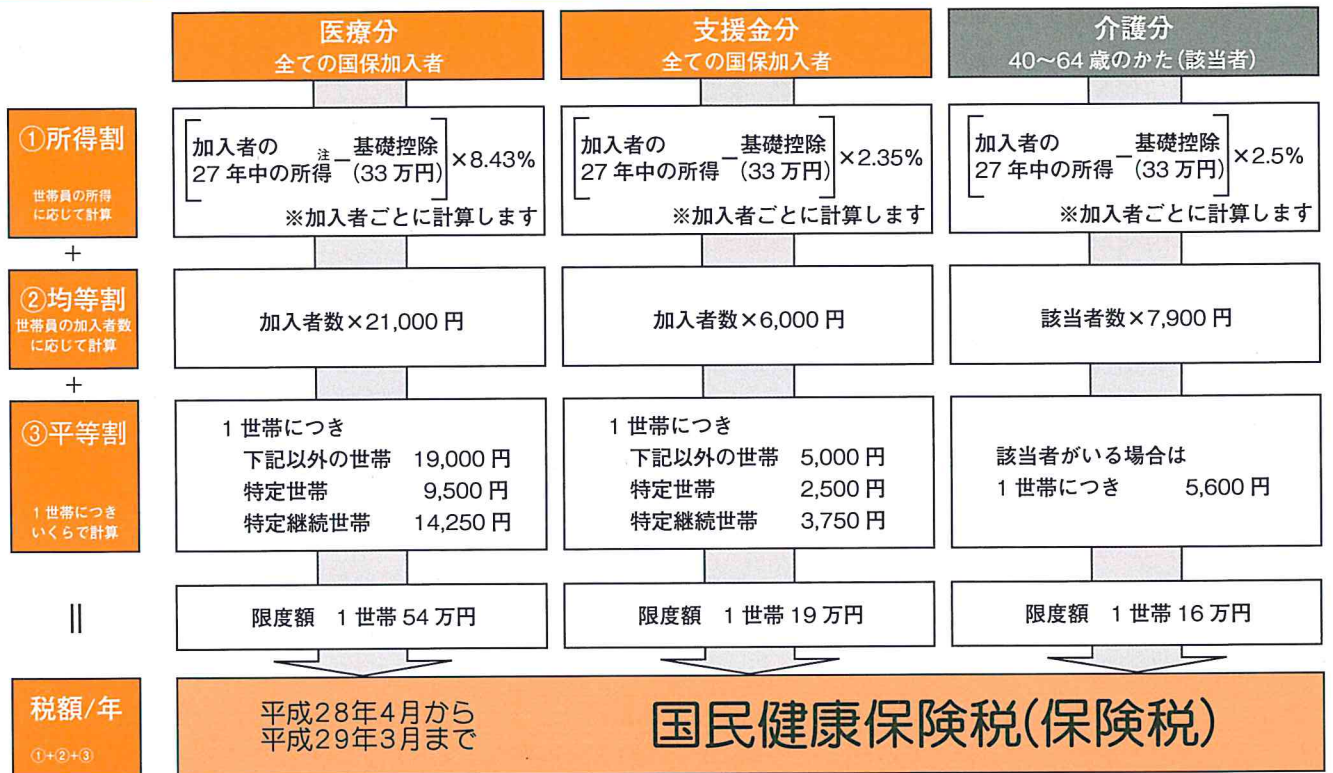 医療分
全ての国保加入者
支援金分
全ての国保加入者
介護分
40～64歳のかた(該当者)
①所得割
世帯員の所得
に応じて計算
加入者の 注 基礎控除
27年中の所得 − (33万円) ×8.43%
※加入者ごとに計算します
加入者の 基礎控除
27年中の所得 − (33万円) ×2.35%
※加入者ごとに計算します
加入者の 基礎控除
27年中の所得 − (33万円) ×2.5%
※加入者ごとに計算します
+
②均等割
世帯員の加入者数
に応じて計算
加入者数×21,000円
加入者数×6,000円
該当者数×7,900円
+
③平等割
1世帯につき
いくらで計算
1世帯につき
下記以外の世帯 19,000円
特定世帯 9,500円
特定継続世帯 14,250円
1世帯につき
下記以外の世帯 5,000円
特定世帯 2,500円
特定継続世帯 3,750円
該当者がいる場合は
1世帯につき 5,600円
||
限度額 1世帯54万円
限度額 1世帯19万円
限度額 1世帯16万円
税額/年
①+②+③
平成28年4月から
平成29年3月まで
国民健康保険税(保険税)